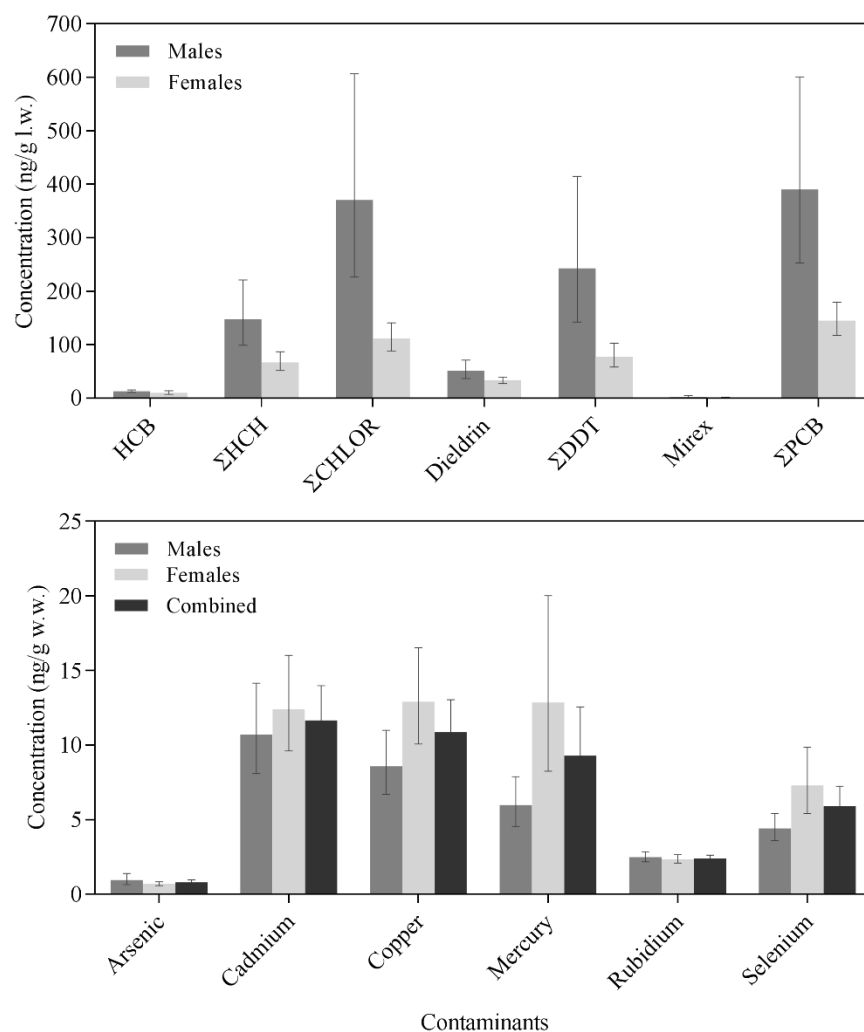 700
600
500
400
300
200
100
0
Concentration (ng/g l.w.)
Males
Females
HCB
ΣHCH
ΣCHLOR
Dieldrin
ΣDDT
Mirex
ΣPCB
25
20
15
10
5
0
Concentration (ng/g w.w.)
Males
Females
Combined
Arsenic
Cadmium
Copper
Mercury
Rubidium
Selenium
Contaminants